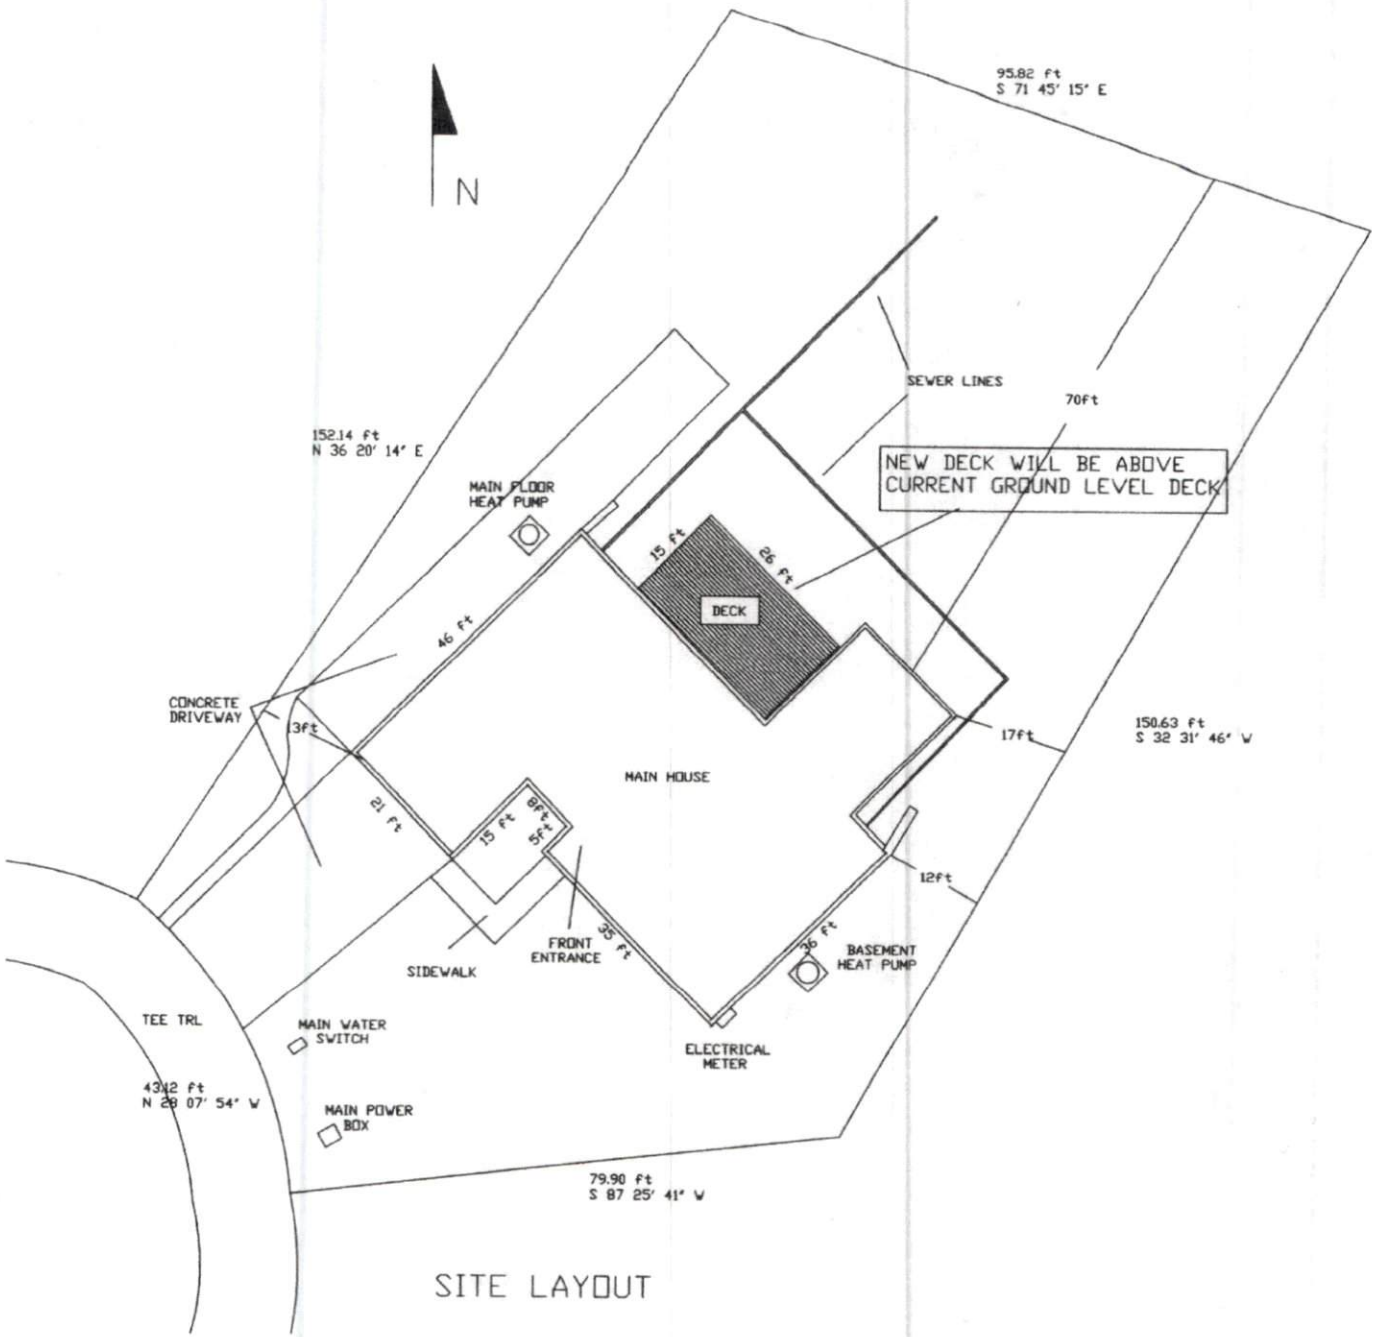 95.82 ft
S 71 45' 15" E
N
SEWER LINES
70ft
152.14 ft
N 36 20' 14" E
NEW DECK WILL BE ABOVE
CURRENT GROUND LEVEL DECK
MAIN FLOOR
HEAT PUMP
15 ft
26 ft
DECK
46 ft
CONCRETE
DRIVEWAY
13ft
17ft
150.63 ft
S 32 31' 46" W
MAIN HOUSE
21 ft
15 ft
8ft
5ft
12ft
FRONT
ENTRANCE
35 ft
36 ft
BASEMENT
HEAT PUMP
SIDEWALK
TEE TRL
MAIN WATER
SWITCH
ELECTRICAL
METER
43.12 ft
N 28 07' 54" W
MAIN POWER
BOX
79.90 ft
S 87 25' 41" W
SITE LAYOUT